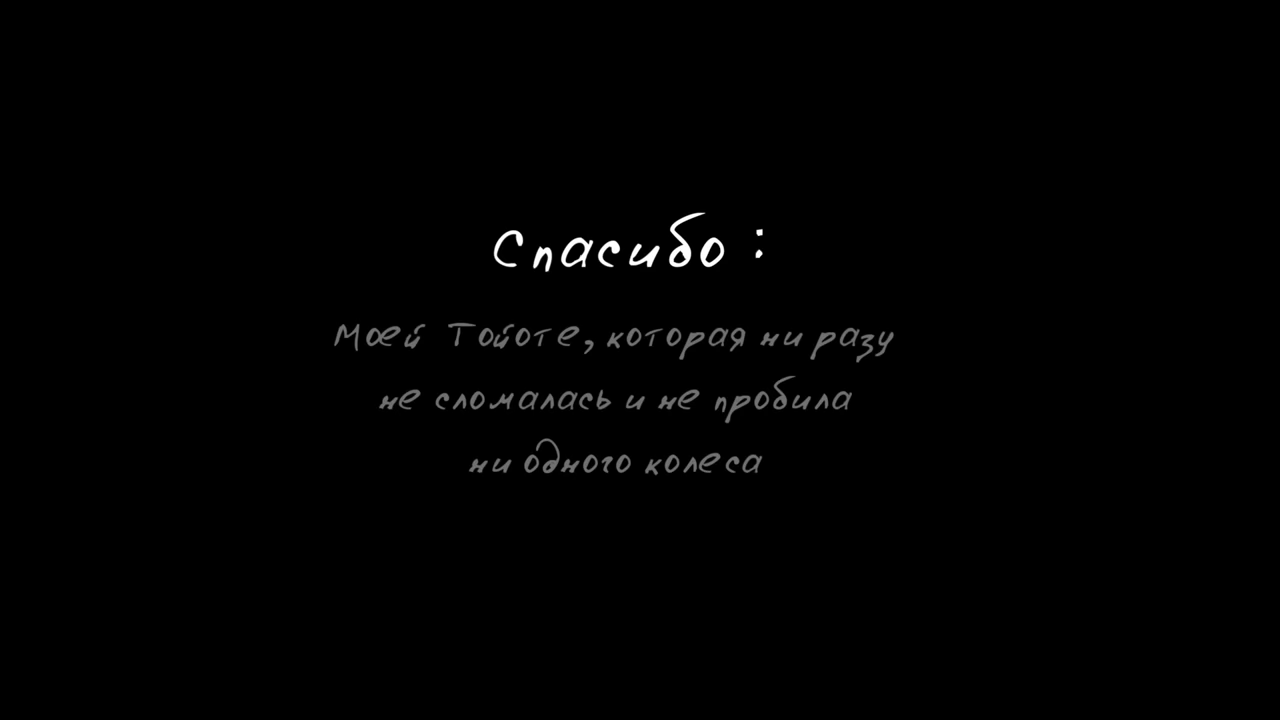 Спасибо :
Моей Тойоте, которая ни разу
не сломалась и не пробила
ни одного колеса